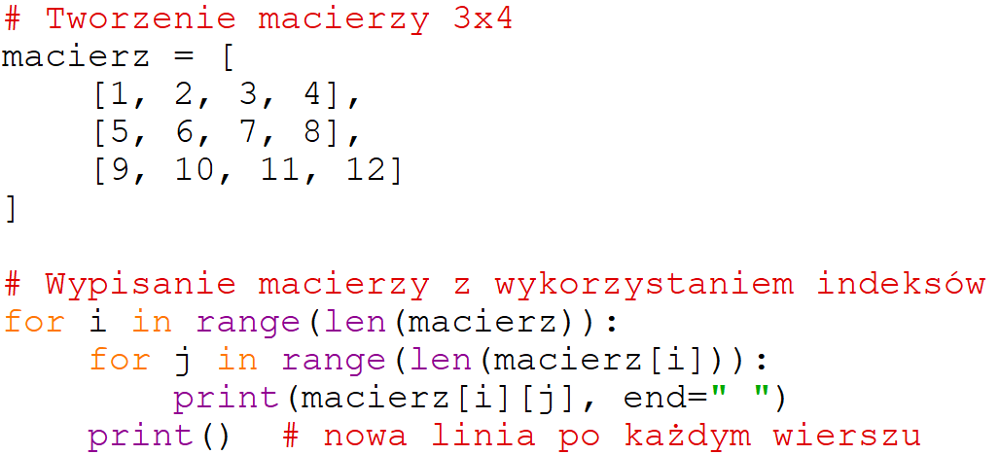 # Tworzenie macierzy 3x4
macierz = [
    [1, 2, 3, 4],
    [5, 6, 7, 8],
    [9, 10, 11, 12]
]

# Wypisanie macierzy z wykorzystaniem indeksów
for i in range(len(macierz)):
    for j in range(len(macierz[i])):
        print(macierz[i][j], end=" ")
    print()  # nowa linia po każdym wierszu